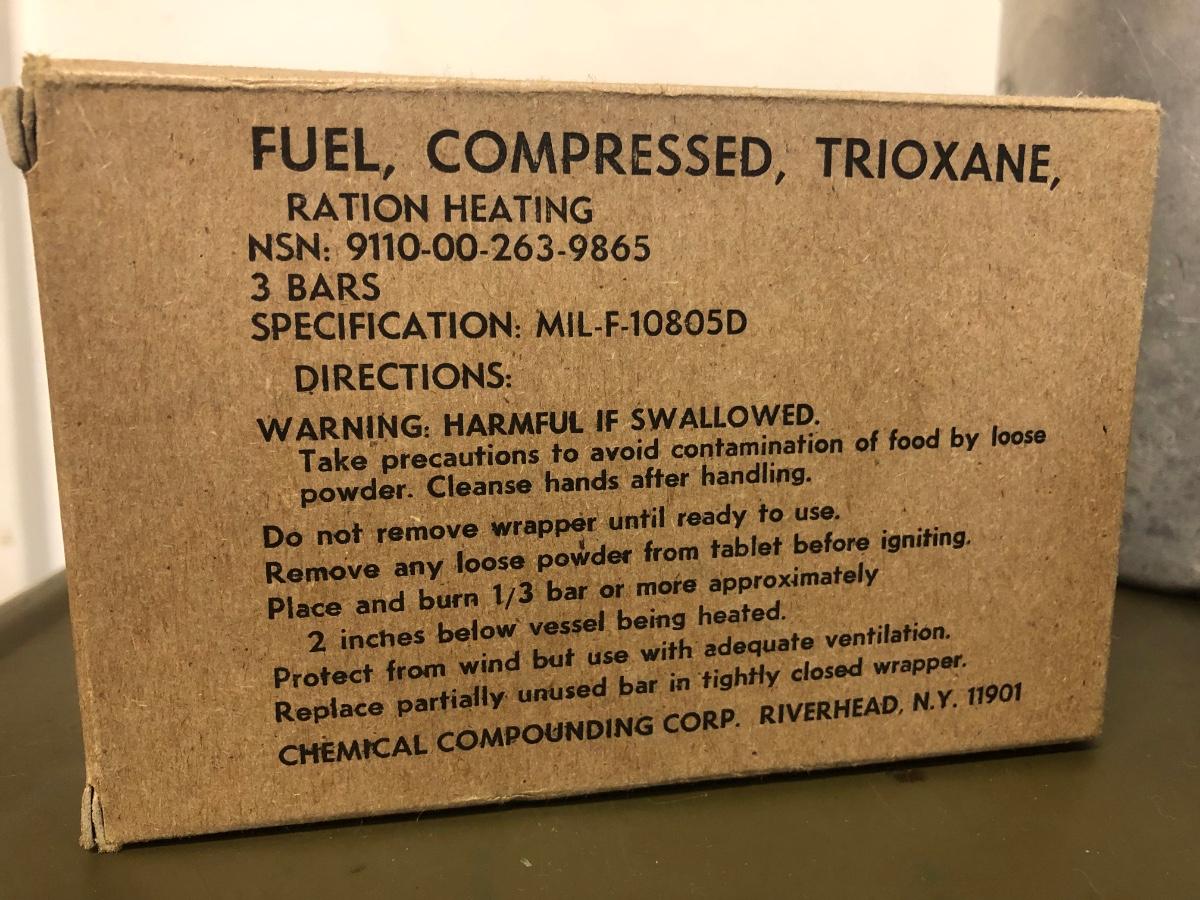 FUEL, COMPRESSED, TRIOXANE,
RATION HEATING
NSN: 9110-00-263-9865
3 BARS
SPECIFICATION: MIL-F-10805D
DIRECTIONS:
WARNING: HARMFUL IF SWALLOWED.
Take precautions to avoid contamination of food by loose
powder. Cleanse hands after handling.
Do not remove wrapper until ready to use.
Remove any loose powder from tablet before igniting.
Place and burn 1/3 bar or more approximately
2 inches below vessel being heated.
Protect from wind but use with adequate ventilation.
Replace partially unused bar in tightly closed wrapper.
CHEMICAL COMPOUNDING CORP. RIVERHEAD, N.Y. 11901